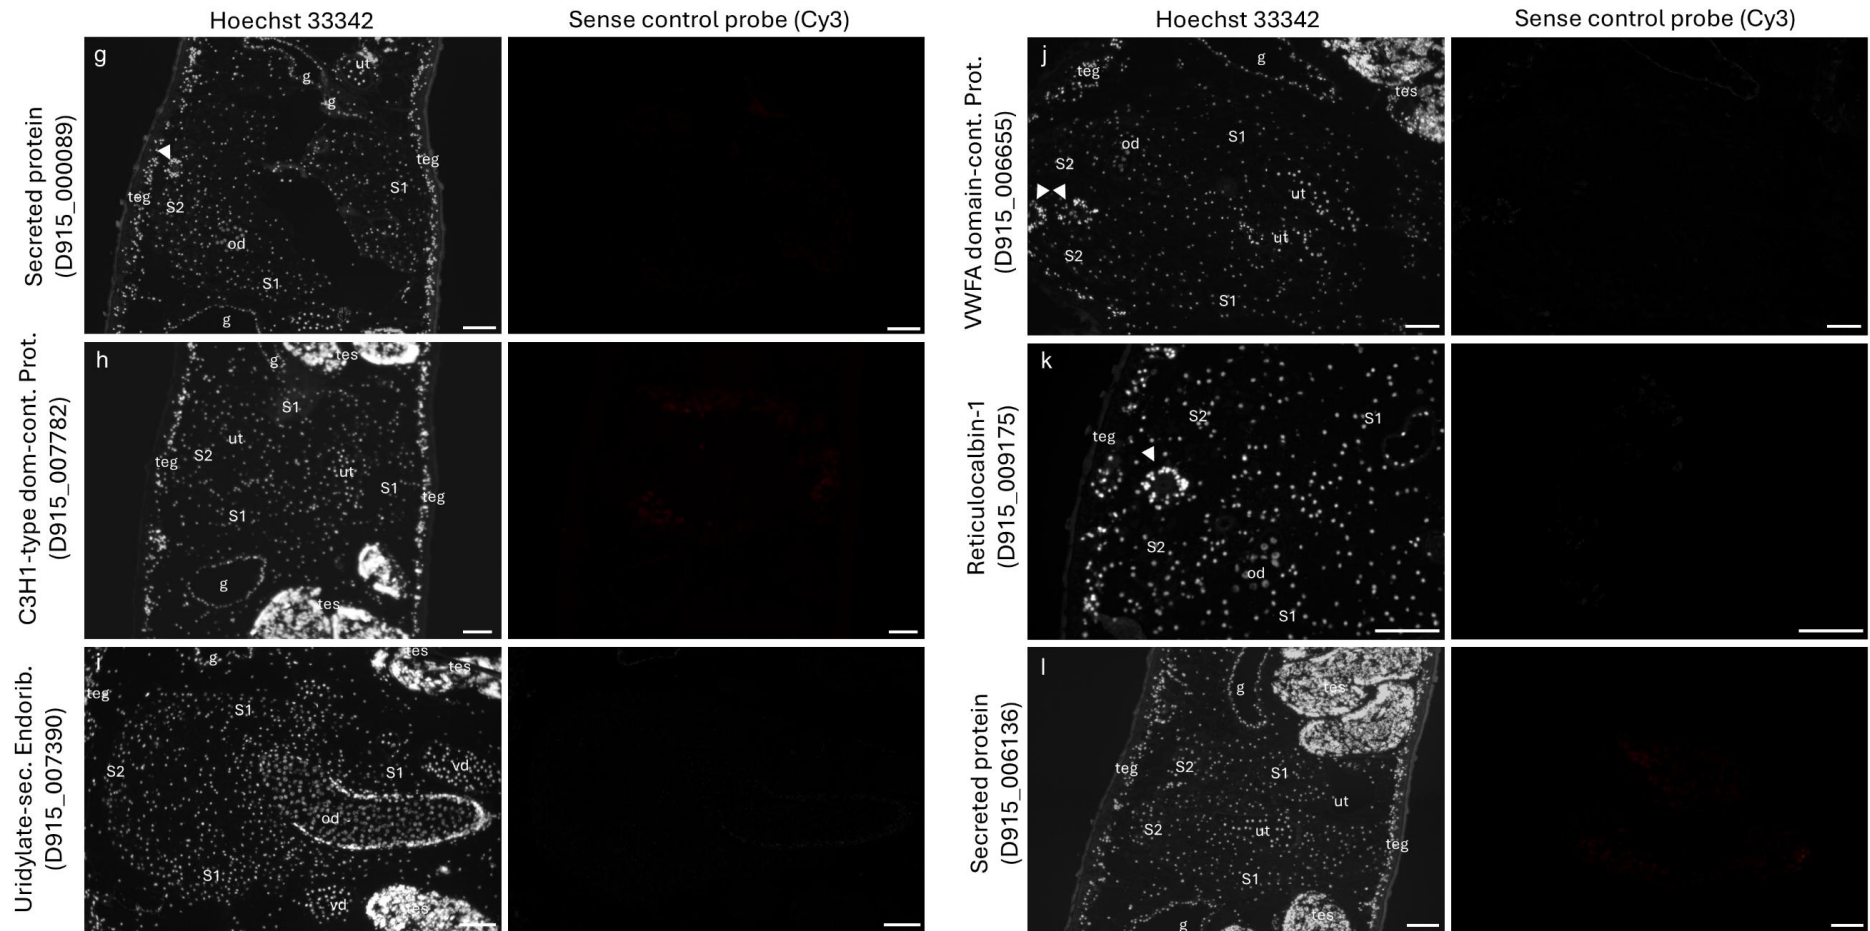 Hoechst 33342
Sense control probe (Cy3)
Secreted protein
(D915_000089)
g
g
ut
g
teg
teg
S1
S2
od
S1
g
C3H1-type dom-cont. Prot.
(D915_007782)
h
g
tes
S1
ut
teg
S2
ut
S1
teg
S1
g
tes
Uridylate-sec. Endorib.
(D915_007390)
i
g
tes
tes
teg
S1
S2
S1
vd
od
S1
vd
tes
Hoechst 33342
Sense control probe (Cy3)
VWFA domain-cont. Prot.
(D915_006655)
j
g
teg
tes
od
S1
S2
ut
ut
S2
S1
Reticulocalbin-1
(D915_009175)
k
S2
S1
teg
S2
od
S1
Secreted protein
(D915_006136)
l
g
tes
teg
S2
S1
ut
S2
ut
teg
S1
g
tes